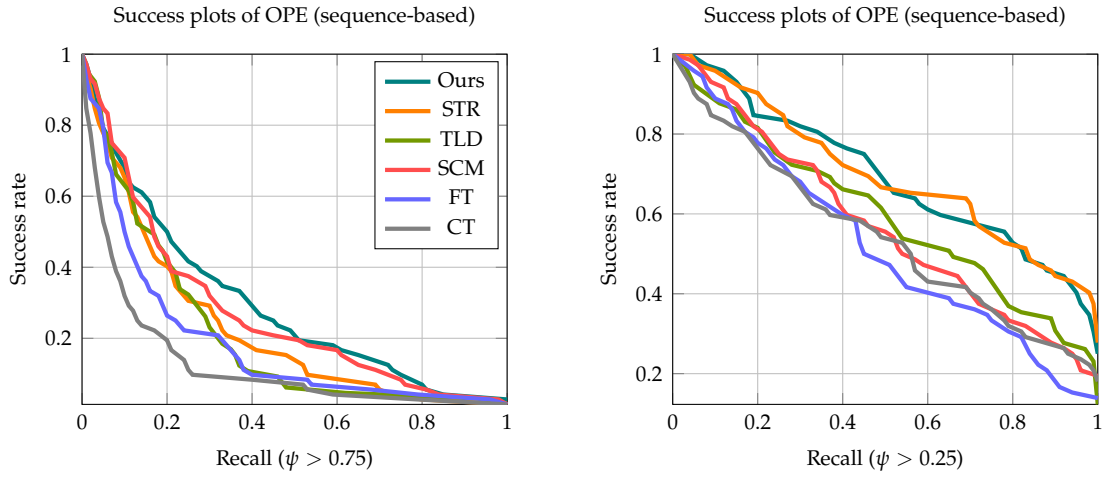 Success plots of OPE (sequence-based)
1
0.8
0.6
0.4
0.2
Success rate
0
0.2
0.4
0.6
0.8
1
Recall (ψ > 0.75)
Ours
STR
TLD
SCM
FT
CT
Success plots of OPE (sequence-based)
1
0.8
0.6
0.4
0.2
Success rate
0
0.2
0.4
0.6
0.8
1
Recall (ψ > 0.25)